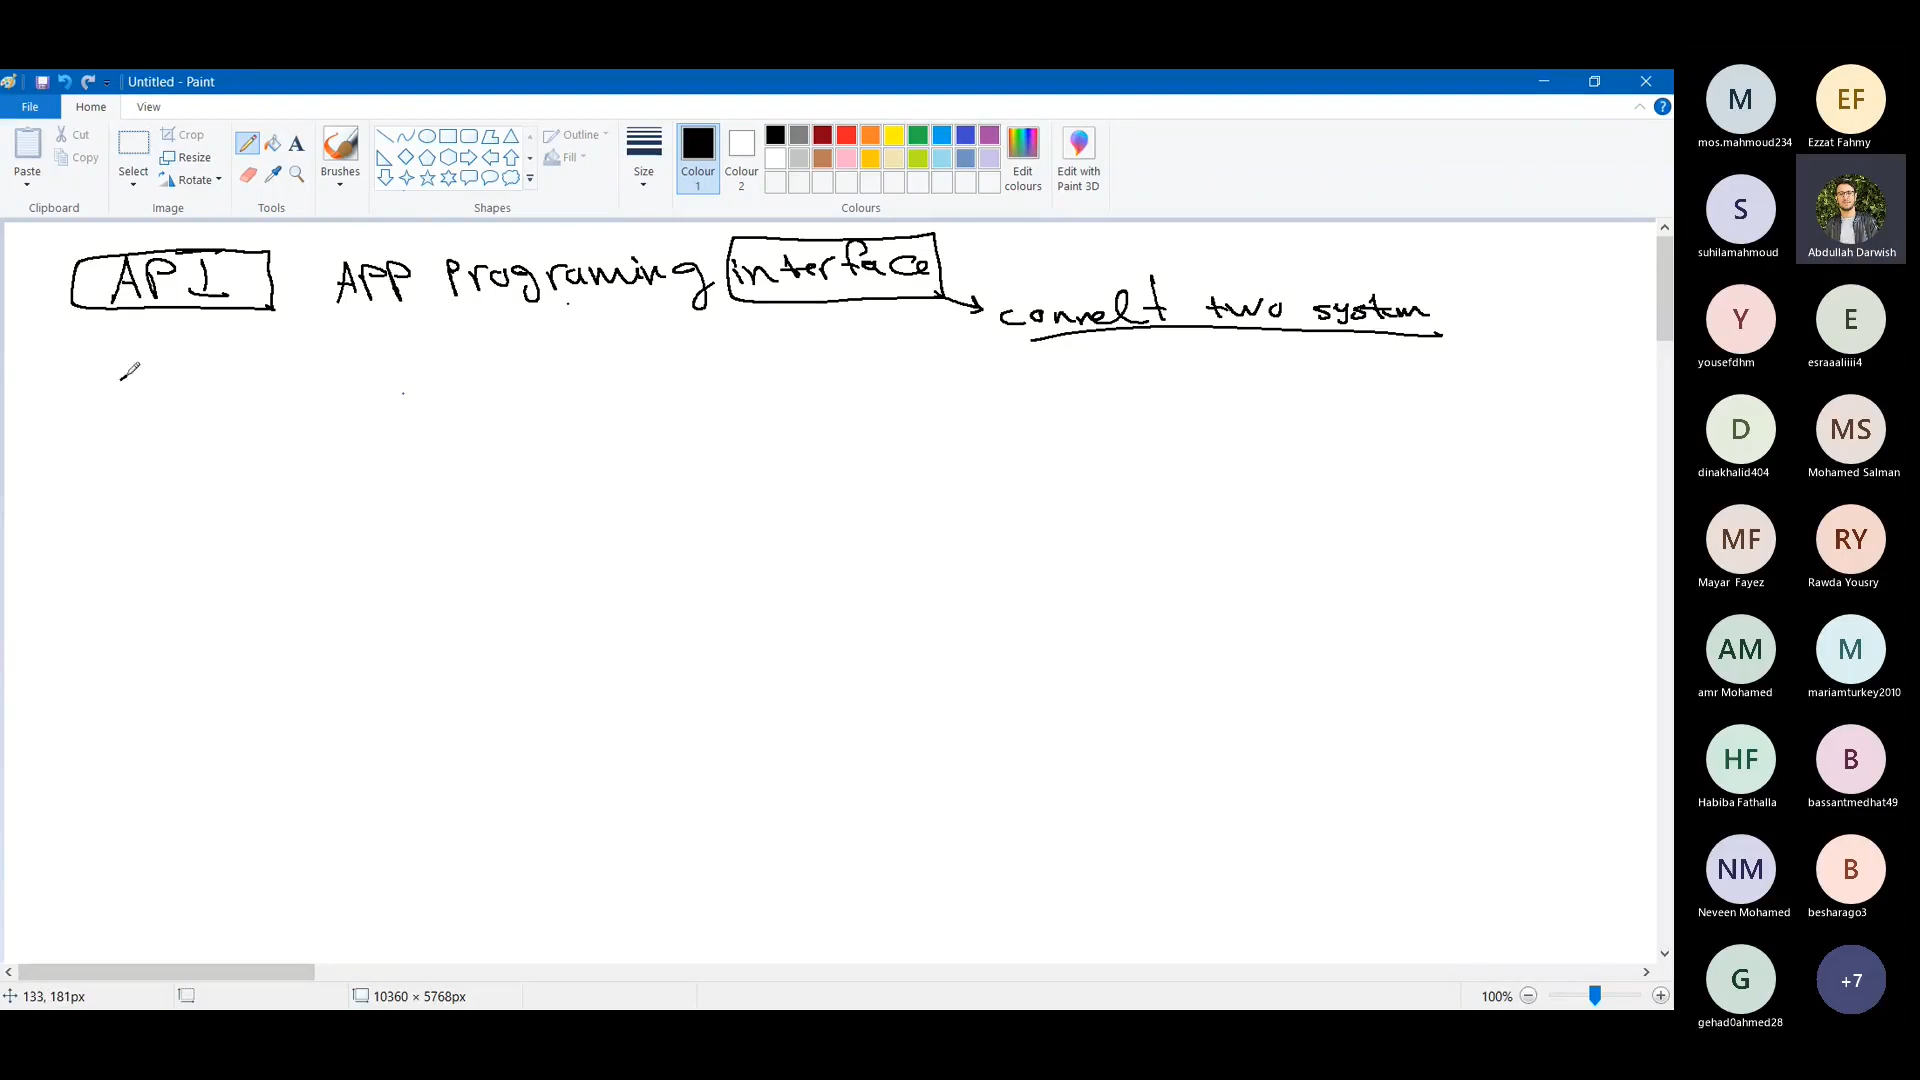 Untitled - Paint
File Home View
Paste Cut Copy Clipboard
Select Crop Resize Rotate Image
Tools
Brushes
Shapes
Outline Fill
Size
Colour 1 Colour 2 Edit colours Colours
Edit with Paint 3D
API APP Programing interface
connect two system
133, 181px
10360 × 5768px
100%
M EF
mos.mahmoud234 Ezzat Fahmy
S
suhilamahmoud Abdullah Darwish
Y E
yousefdhm esraaaliiii4
D MS
dinakhalid404 Mohamed Salman
MF RY
Mayar Fayez Rawda Yousry
AM M
amr Mohamed mariamturkey2010
HF B
Habiba Fathalla bassantmedhat49
NM B
Neveen Mohamed besharago3
G +7
gehad0ahmed28